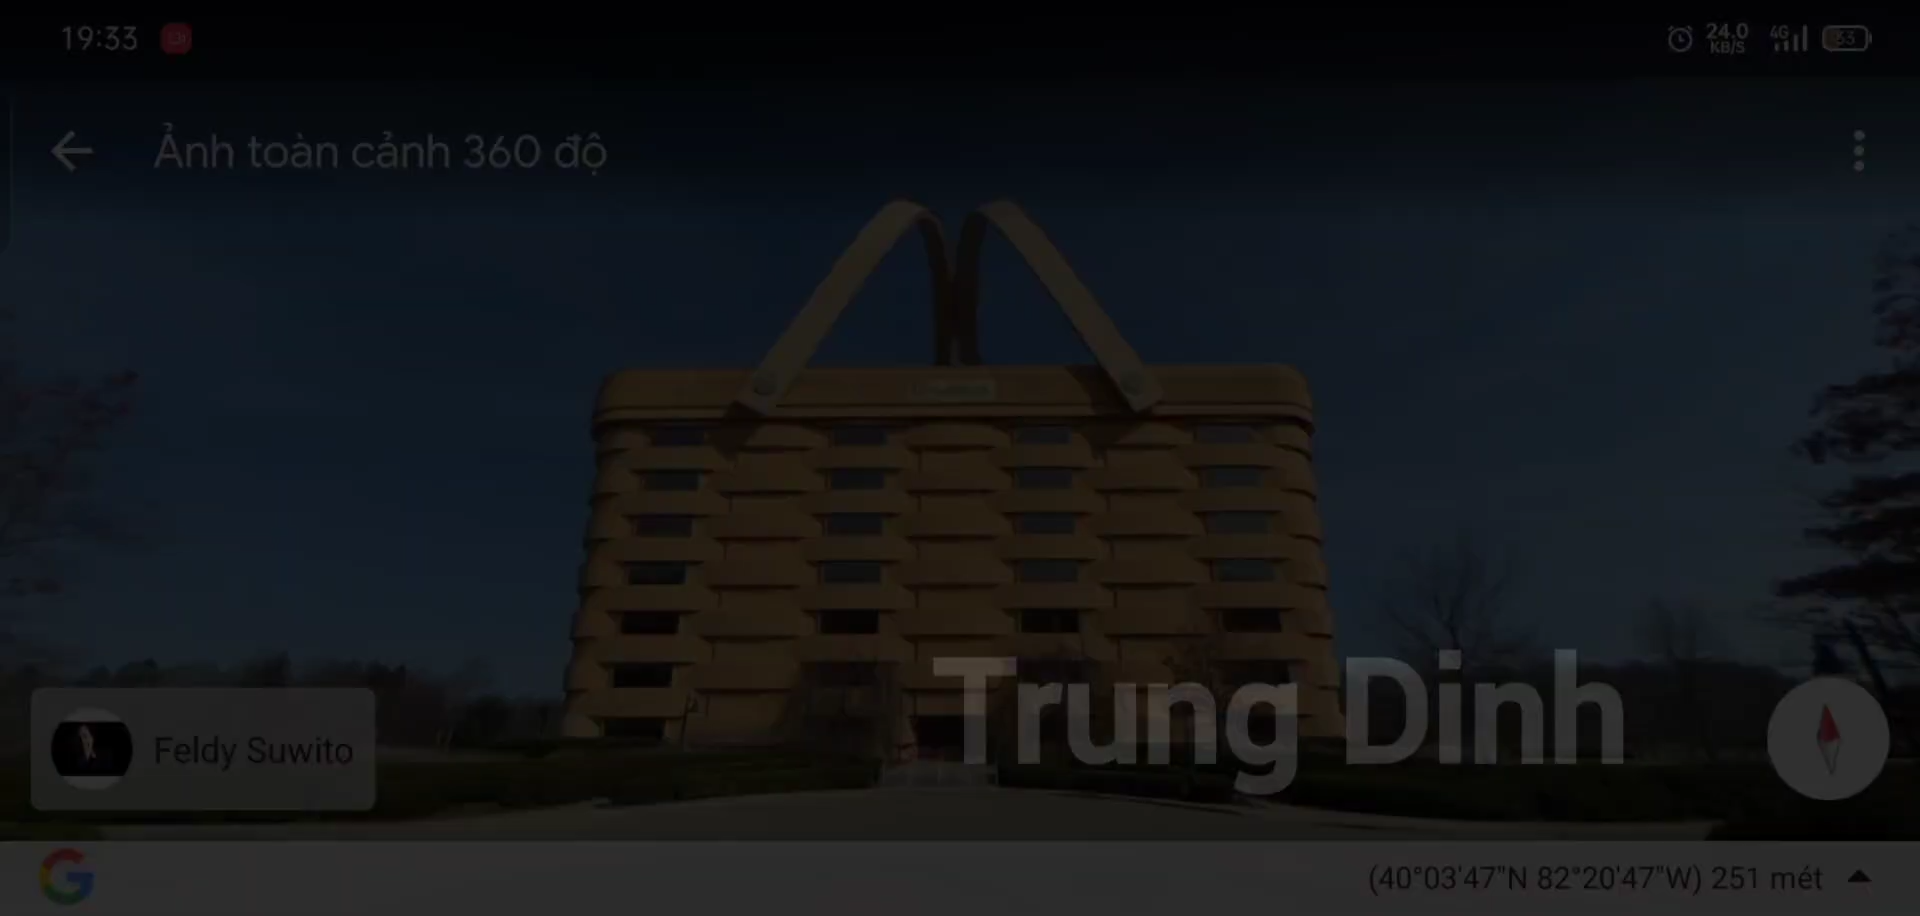 19:33
24.0
KB/S
4G
53
Ảnh toàn cảnh 360 độ
Trung Dinh
Feldy Suwito
(40°03'47"N 82°20'47"W) 251 mét